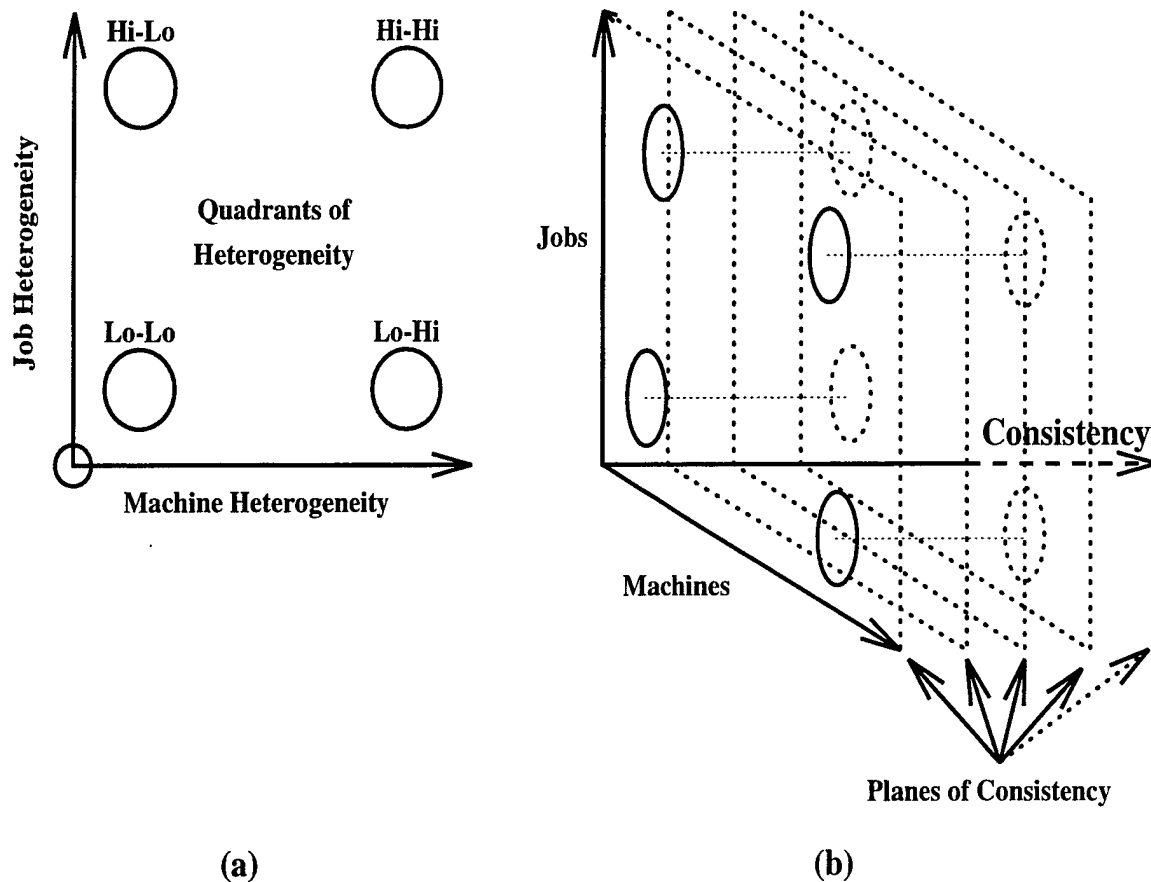 Hi-Lo
Hi-Hi
Job Heterogeneity
Quadrants of
Heterogeneity
Lo-Lo
Lo-Hi
Machine Heterogeneity
(a)
Jobs
Consistency
Machines
Planes of Consistency
(b)